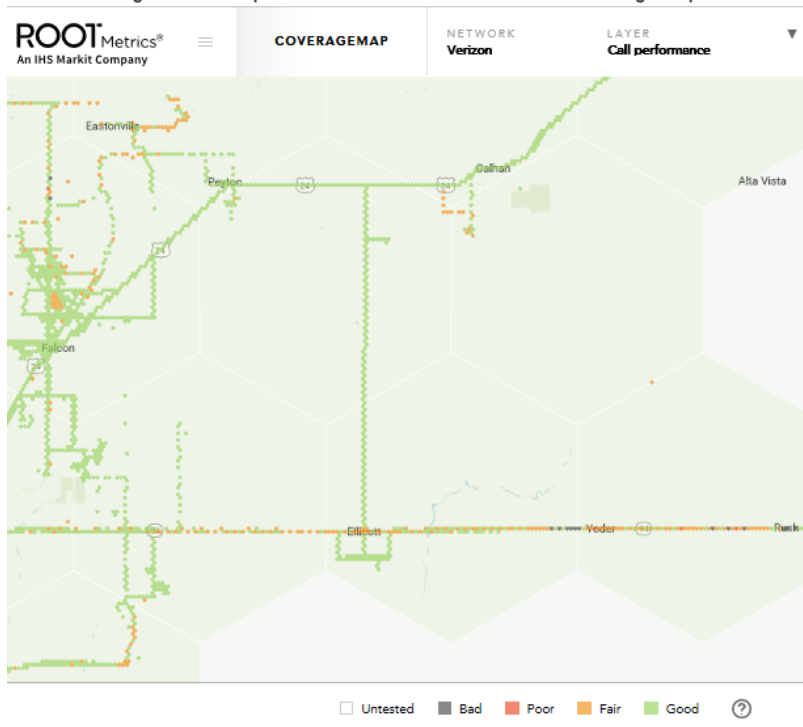 ROOT Metrics®
An IHS Markit Company
COVERAGEMAP
NETWORK
Verizon
LAYER
Call performance
Eastonville
Peyton
24
24
Calhan
Alta Vista
24
Falcon
24
Ellicott
Yoder
94
Rush
Untested
Bad
Poor
Fair
Good
?